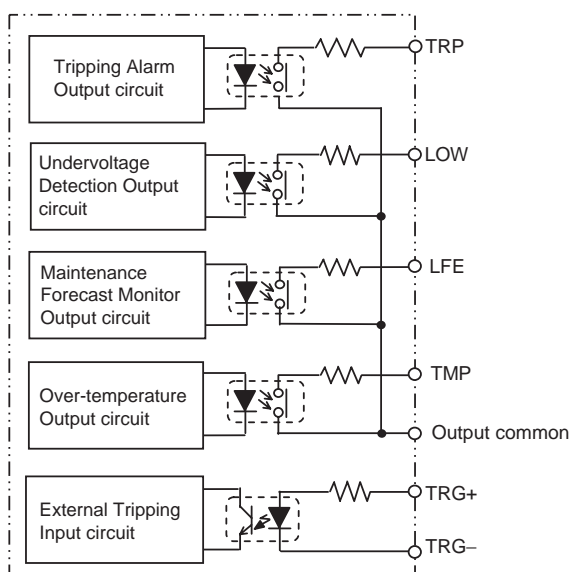 Tripping Alarm
Output circuit
TRP
Undervoltage
Detection Output
circuit
LOW
Maintenance
Forecast Monitor
Output circuit
LFE
Over-temperature
Output circuit
TMP
Output common
External Tripping
Input circuit
TRG+
TRG−